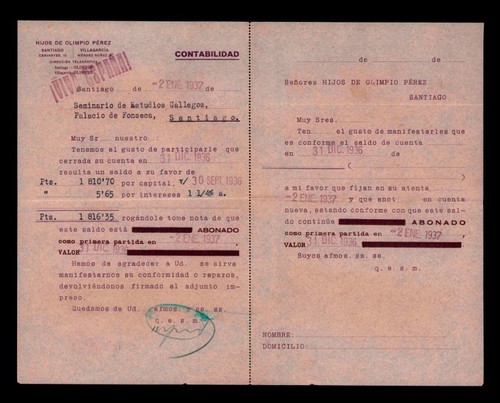 HIJOS DE OLIMPIO PÉREZ
SANTIAGO VILLAGARCÍA
DIRECCIÓN TELEGRÁFICA:
¡VIVA ESPAÑA!
CONTABILIDAD
Santiago de -2 ENE. 1937
Seminario de Estudios Gallegos,
Palacio de Fonseca, Santiago.
Muy Sr nuestro:
Tenemos el gusto de participarle que
cerrada su cuenta en 31 DIC. 1936
resulta un saldo a su favor de
Pts. 1 810'70 por capital, v/ 30 SEPT. 1936
" 5'65 por intereses 1 1/4 %
Pts. 1 816'35 rogándole tome nota de que
este saldo está ABONADO
como primera partida en -2 ENE. 1937
VALOR 31 DIC. 1936
Hemos de agradecer a Ud. se sirva
manifestarnos su conformidad o reparos,
devolviéndonos firmado el adjunto im-
preso.
Quedamos de Ud. afmos. ss. ss.
q. e. s. m.
de de
Señores HIJOS DE OLIMPIO PÉREZ
SANTIAGO
Muy Sres.
Ten el gusto de manifestarles que
es conforme el saldo de cuenta
en 31 DIC. 1936
(
a mi favor que fijan en su atenta
-2 ENE. 1937 y que anot en cuenta
nueva, estando conforme con que este sal-
do continúe ABONADO
como primera partida en -2 ENE. 1937
VALOR 31 DIC. 1936
Suyos afmos. ss. ss.
q. e. s. m.
NOMBRE:
DOMICILIO: